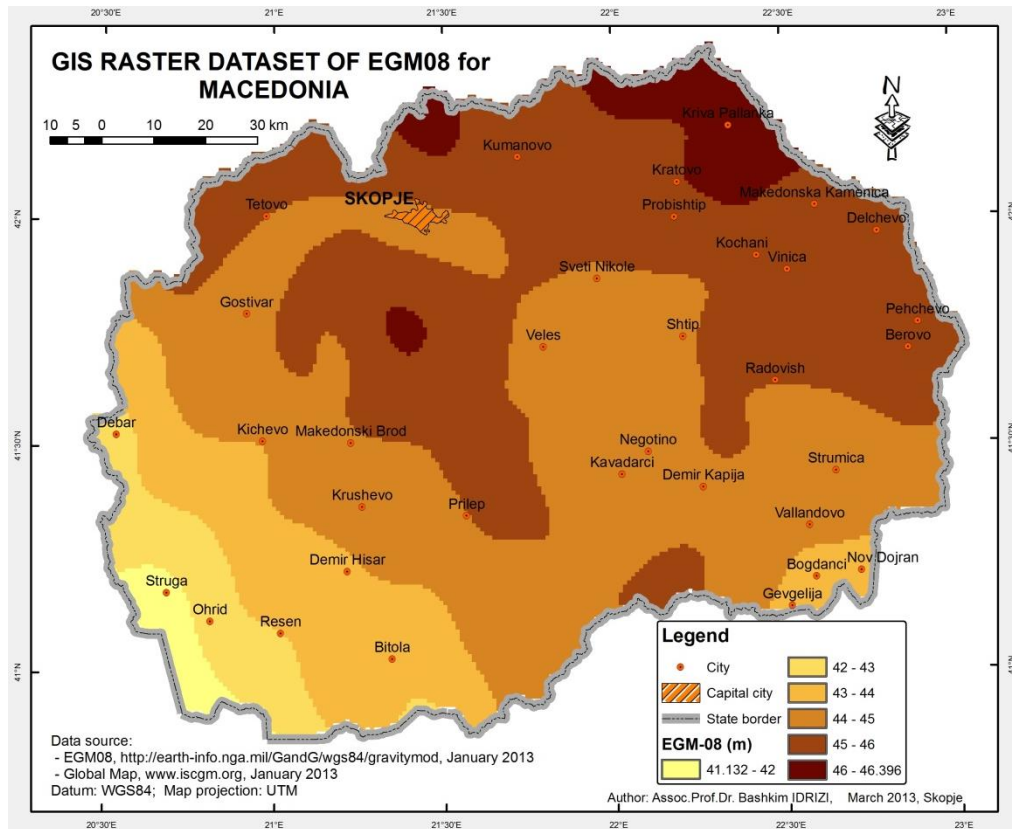 20°30'E 21°E 21°30'E 22°E 22°30'E 23°E
GIS RASTER DATASET OF EGM08 for
MACEDONIA
10 5 0 10 20 30 km
N
Kriva Pallanka
Kumanovo
Kratovo
Makedonska Kamenica
SKOPJE
Tetovo
Probishtip
Delchevo
42°N
42°N
Kochani
Vinica
Sveti Nikole
Gostivar
Pehchevo
Shtip
Veles
Berovo
Radovish
Debar
Kichevo
Makedonski Brod
41°30'N
41°30'N
Negotino
Kavadarci
Demir Kapija
Strumica
Krushevo
Prilep
Vallandovo
Demir Hisar
Bogdanci
Nov Dojran
Struga
Gevgelija
Ohrid
Resen
Bitola
41°N
41°N
Legend
City
Capital city
State border
EGM-08 (m)
41.132 - 42
42 - 43
43 - 44
44 - 45
45 - 46
46 - 46.396
Data source:
- EGM08, http://earth-info.nga.mil/GandG/wgs84/gravitymod, January 2013
- Global Map, www.iscgm.org, January 2013
Datum: WGS84; Map projection: UTM
Author: Assoc.Prof.Dr. Bashkim IDRIZI, March 2013, Skopje
20°30'E 21°E 21°30'E 22°E 22°30'E 23°E